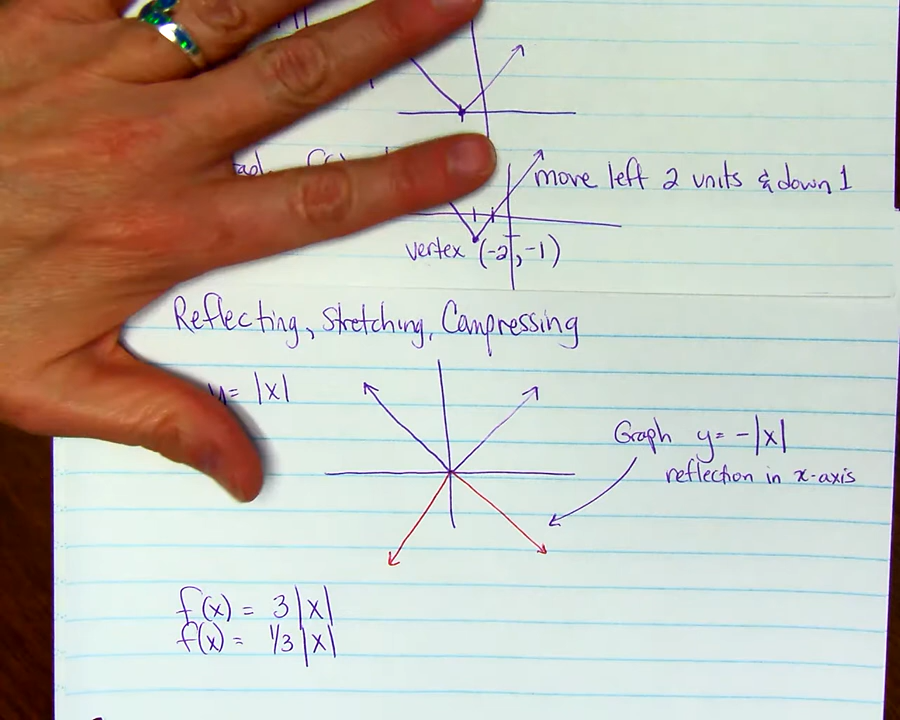 move left 2 units & down 1
vertex (-2, -1)
Reflecting, Stretching, Compressing
y = |x|
Graph y = -|x|
reflection in x-axis
f(x) = 3|x|
f(x) = 1/3|x|